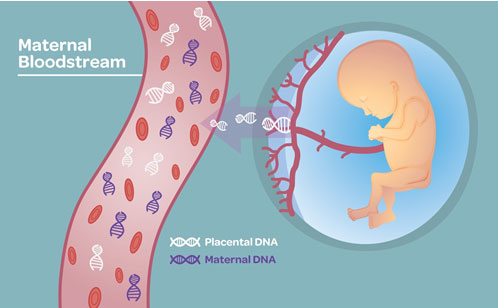 Maternal
Bloodstream
Placental DNA
Maternal DNA